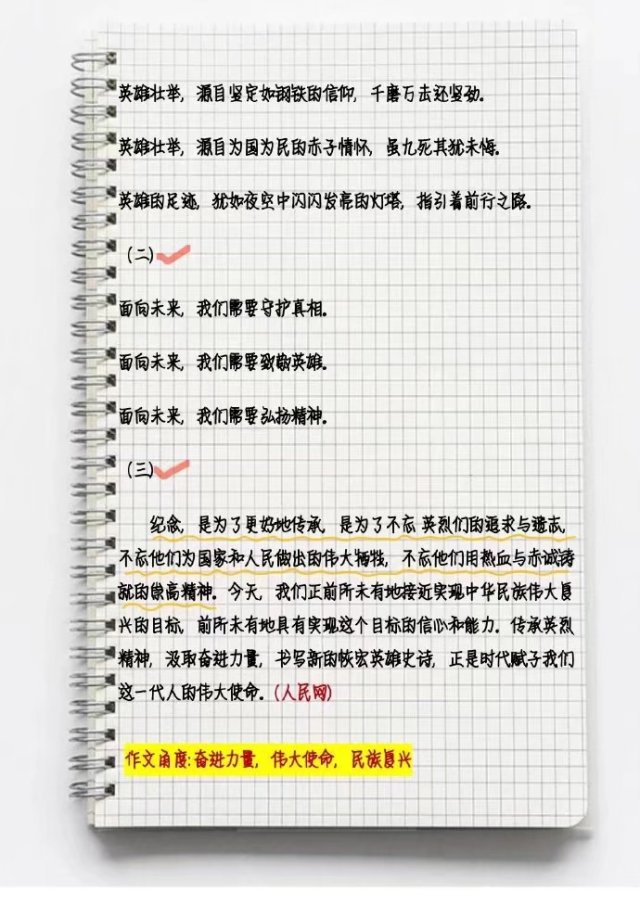 英雄壮举，源自坚定如钢铁的信仰，千磨万击还坚劲。
英雄壮举，源自为国为民的赤子情怀，虽九死其犹未悔。
英雄的足迹，犹如夜空中闪闪发亮的灯塔，指引着前行之路。
（二）
面向未来，我们需要守护真相。
面向未来，我们需要致敬英雄。
面向未来，我们需要弘扬精神。
（三）
纪念，是为了更好地传承，是为了不忘英烈们的追求与遗志，
不忘他们为国家和人民做出的伟大牺牲，不忘他们用热血与赤诚铸
就的崇高精神。今天，我们正前所未有地接近实现中华民族伟大复
兴的目标，前所未有地具有实现这个目标的信心和能力。传承英烈
精神，汲取奋进力量，书写新的恢宏英雄史诗，正是时代赋予我们
这一代人的伟大使命。（人民网）
作文角度：奋进力量，伟大使命，民族复兴